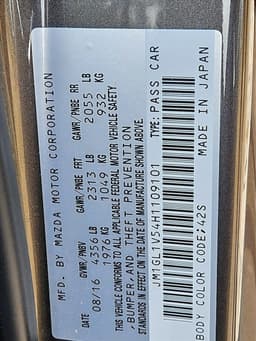 MFD. BY MAZDA MOTOR CORPORATION
08/16 GVWR/PNBV GAWR/PNBE FRT GAWR/PNBE RR
4356 LB 2313 LB 2055 LB
1976 KG 1049 KG 932 KG
THIS VEHICLE CONFORMS TO ALL APPLICABLE FEDERAL MOTOR VEHICLE SAFETY
, BUMPER, AND THEFT PREVENTION
STANDARDS IN EFFECT ON THE DATE OF MANUFACTURE SHOWN ABOVE.
JM1GL1V54H1109101 TYPE:PASS CAR
MADE IN JAPAN
BODY COLOR CODE;42S